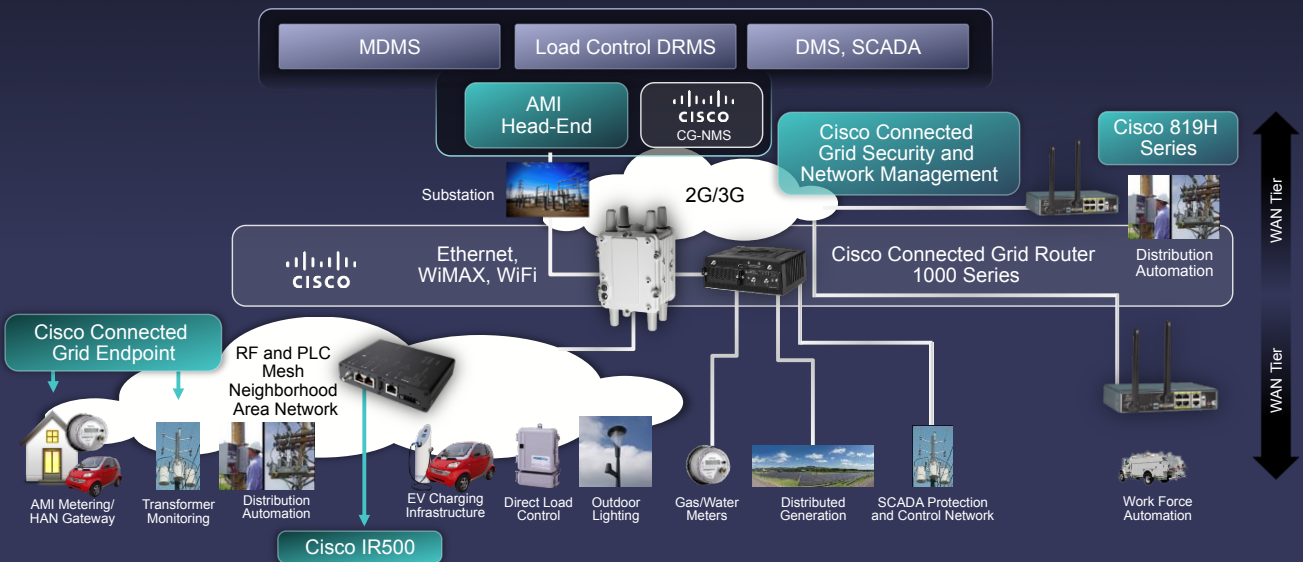 MDMS
Load Control DRMS
DMS, SCADA
AMI
Head-End
CISCO
CG-NMS
Cisco Connected
Grid Security and
Network Management
Cisco 819H
Series
Substation
2G/3G
WAN Tier
CISCO
Ethernet,
WiMAX, WiFi
Cisco Connected Grid Router
1000 Series
Distribution
Automation
Cisco Connected
Grid Endpoint
RF and PLC
Mesh
Neighborhood
Area Network
WAN Tier
AMI Metering/
HAN Gateway
Transformer
Monitoring
Distribution
Automation
EV Charging
Infrastructure
Direct Load
Control
Outdoor
Lighting
Gas/Water
Meters
Distributed
Generation
SCADA Protection
and Control Network
Work Force
Automation
Cisco IR500